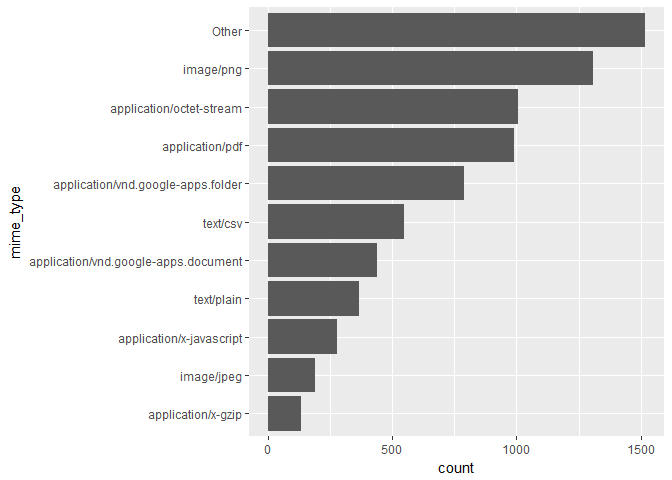 Other
image/png
application/octet-stream
application/pdf
application/vnd.google-apps.folder
text/csv
application/vnd.google-apps.document
text/plain
application/x-javascript
image/jpeg
application/x-gzip
mime_type
0 500 1000 1500
count